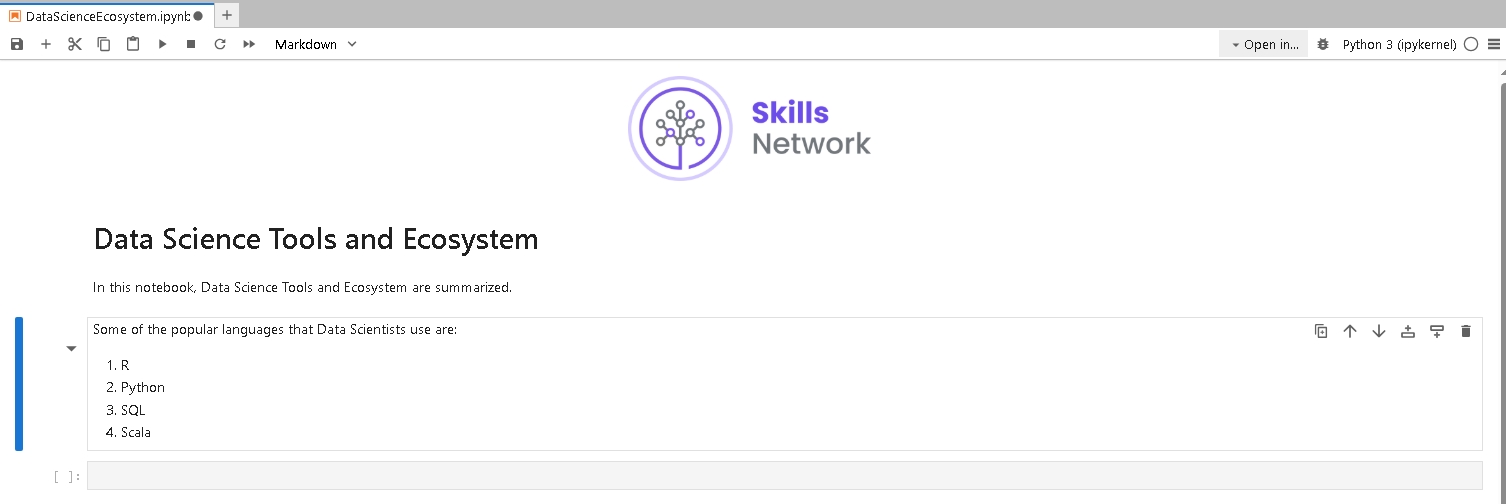 DataScienceEcosystem.ipynb
Markdown
Open in...
Python 3 (ipykernel)
Skills
Network
Data Science Tools and Ecosystem
In this notebook, Data Science Tools and Ecosystem are summarized.
Some of the popular languages that Data Scientists use are:
1. R
2. Python
3. SQL
4. Scala
[ ]: